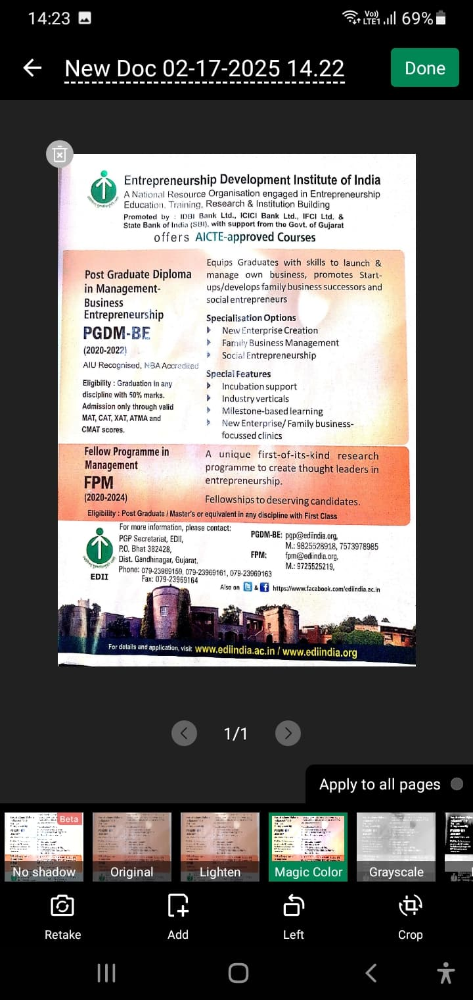 14:23
Vo)) LTE1 69%
New Doc 02-17-2025 14.22
Done
Entrepreneurship Development Institute of India
A National Resource Organisation engaged in Entrepreneurship
Education, Training, Research & Institution Building
Promoted by : IDBI Bank Ltd., ICICI Bank Ltd., IFCI Ltd. &
State Bank of India (SBI), with support from the Govt. of Gujarat
offers AICTE-approved Courses
Post Graduate Diploma
in Management-
Business
Entrepreneurship
PGDM-BE
(2020-2022)
AIU Recognised, NBA Accredited
Eligibility : Graduation in any
discipline with 50% marks.
Admission only through valid
MAT, CAT, XAT, ATMA and
CMAT scores.
Equips Graduates with skills to launch &
manage own business, promotes Start-
ups/develops family business successors and
social entrepreneurs
Specialisation Options
New Enterprise Creation
Family Business Management
Social Entrepreneurship
Special Features
Incubation support
Industry verticals
Milestone-based learning
New Enterprise/ Family business-
focussed clinics
Fellow Programme in
Management
FPM
(2020-2024)
A unique first-of-its-kind research
programme to create thought leaders in
entrepreneurship.
Fellowships to deserving candidates.
Eligibility : Post Graduate / Master's or equivalent in any discipline with First Class
EDII
For more information, please contact:
PGP Secretariat, EDII,
P.O. Bhat 382428,
Dist. Gandhinagar, Gujarat.
Phone: 079-23969159, 079-23969161, 079-23969163
Fax: 079-23969164
PGDM-BE: pgp@ediindia.org,
M.: 9825528918, 7573978985
FPM: fpm@ediindia.org.
M.: 9725525219,
Also on & f https://www.facebook.com/ediindia.ac.in
For details and application, visit www.ediindia.ac.in / www.ediindia.org
1/1
Apply to all pages
Beta
No shadow
Original
Lighten
Magic Color
Grayscale
Retake
Add
Left
Crop